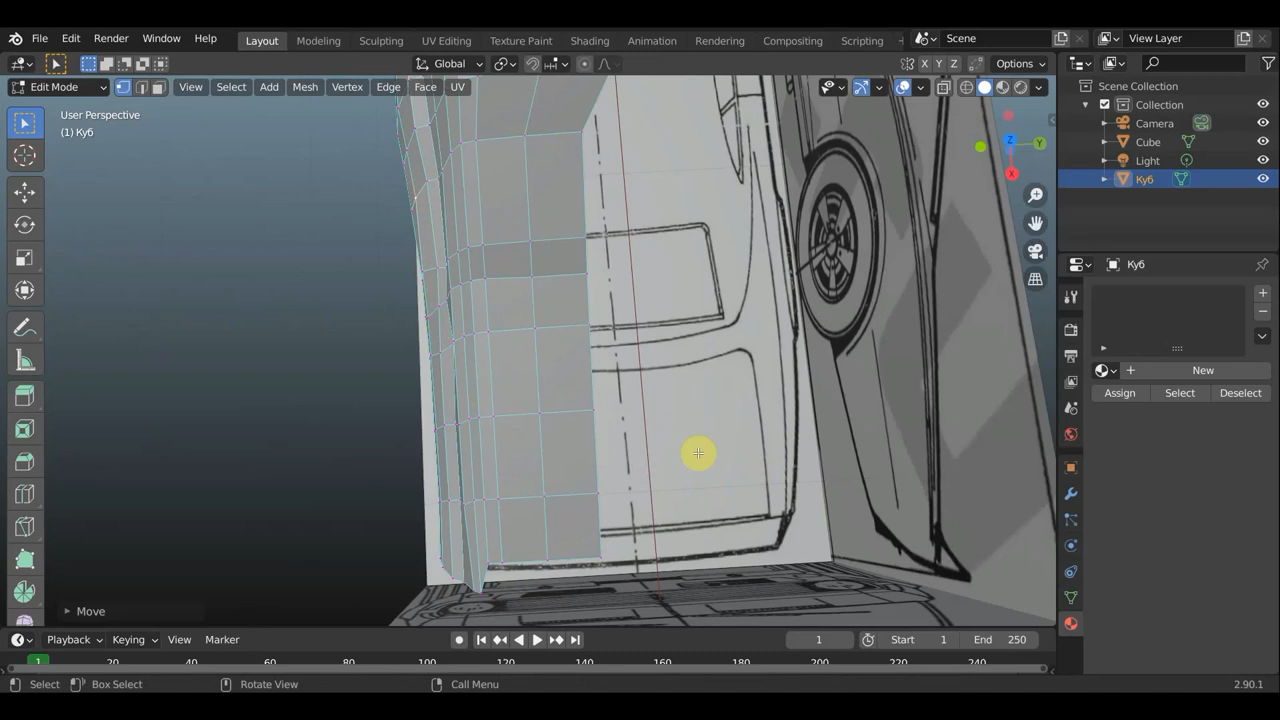 File Edit Render Window Help Layout Modeling Sculpting UV Editing Texture Paint Shading Animation Rendering Compositing Scripting Scene View Layer
Global Options
Edit Mode View Select Add Mesh Vertex Edge Face UV
X Y Z
User Perspective
(1) Куб
Z Y X
Scene Collection
Collection
Camera
Cube
Light
Куб
Куб
New
Assign Select Deselect
Move
Playback Keying View Marker 1 Start 1 End 250
1 20 40 60 80 100 120 140 160 180 200 220 240
Select Box Select Rotate View Call Menu 2.90.1